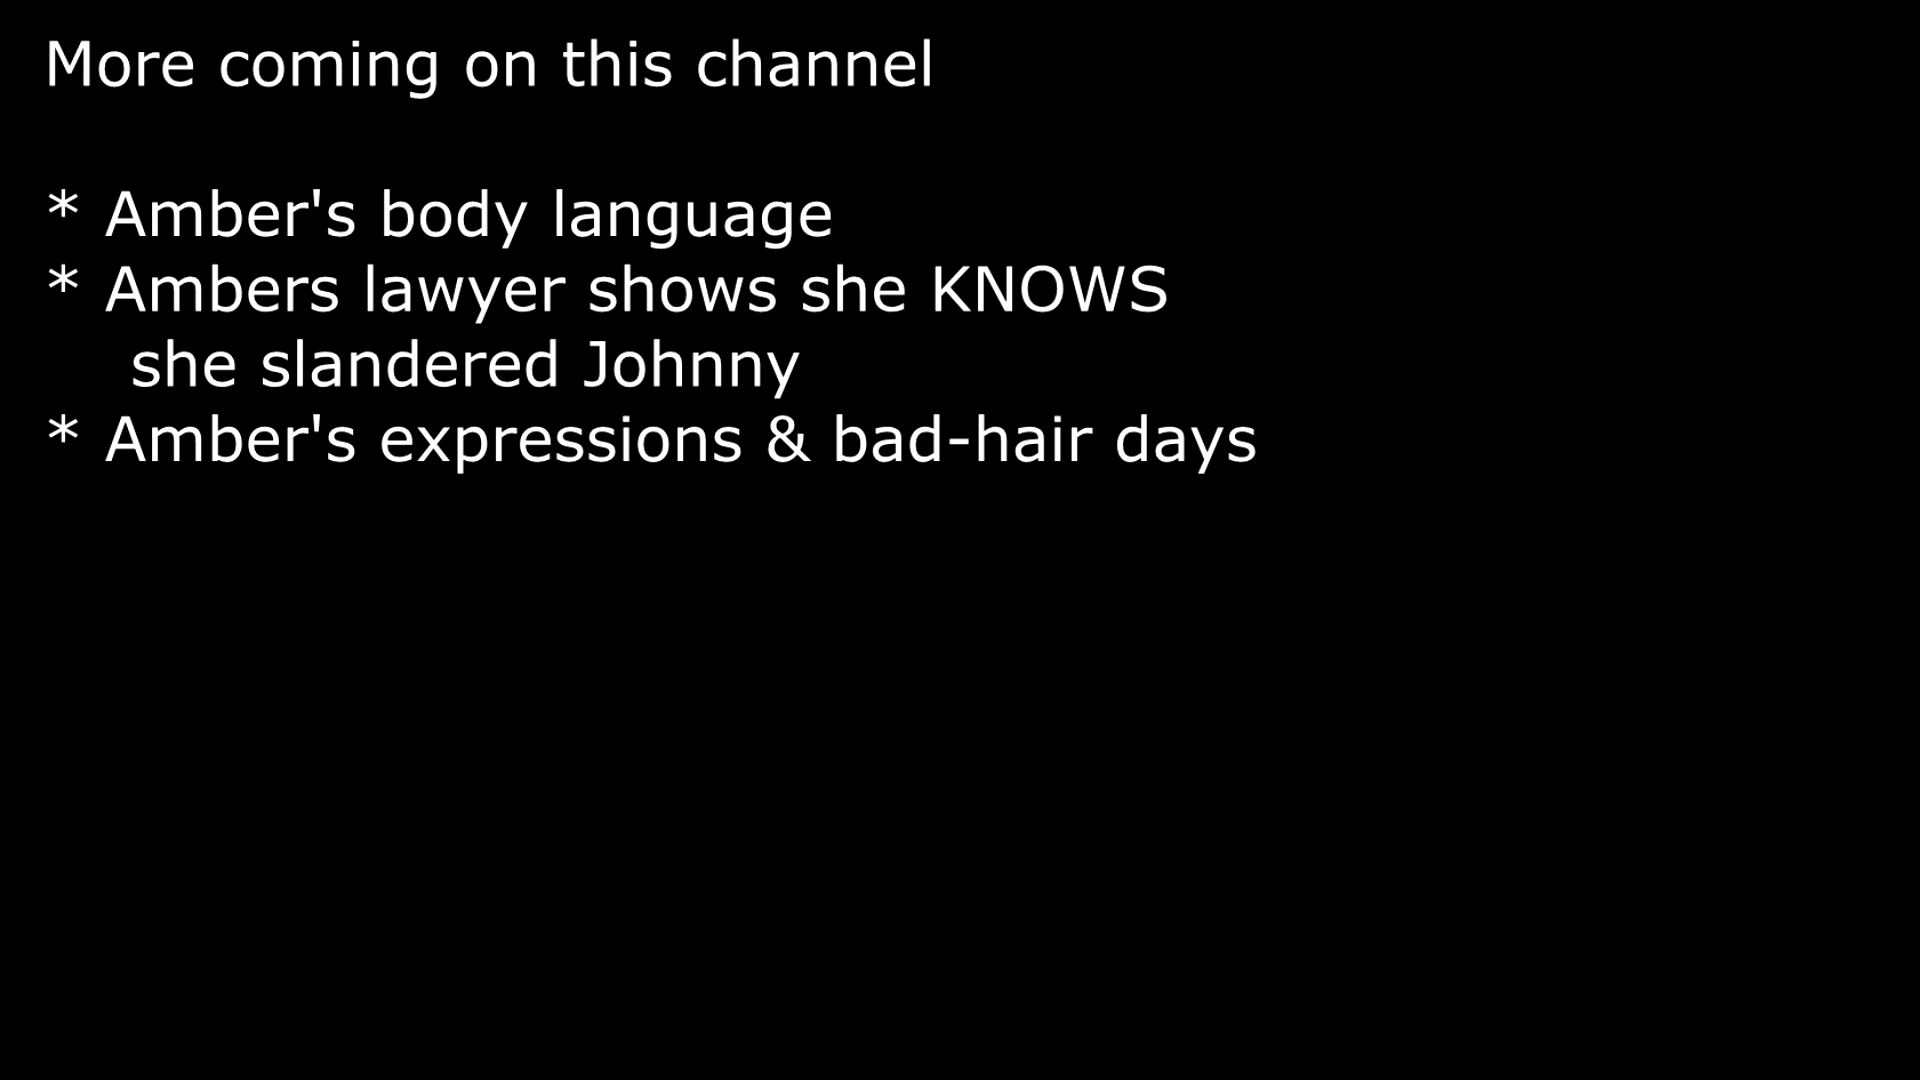 More coming on this channel
* Amber's body language
* Ambers lawyer shows she KNOWS
she slandered Johnny
* Amber's expressions & bad-hair days